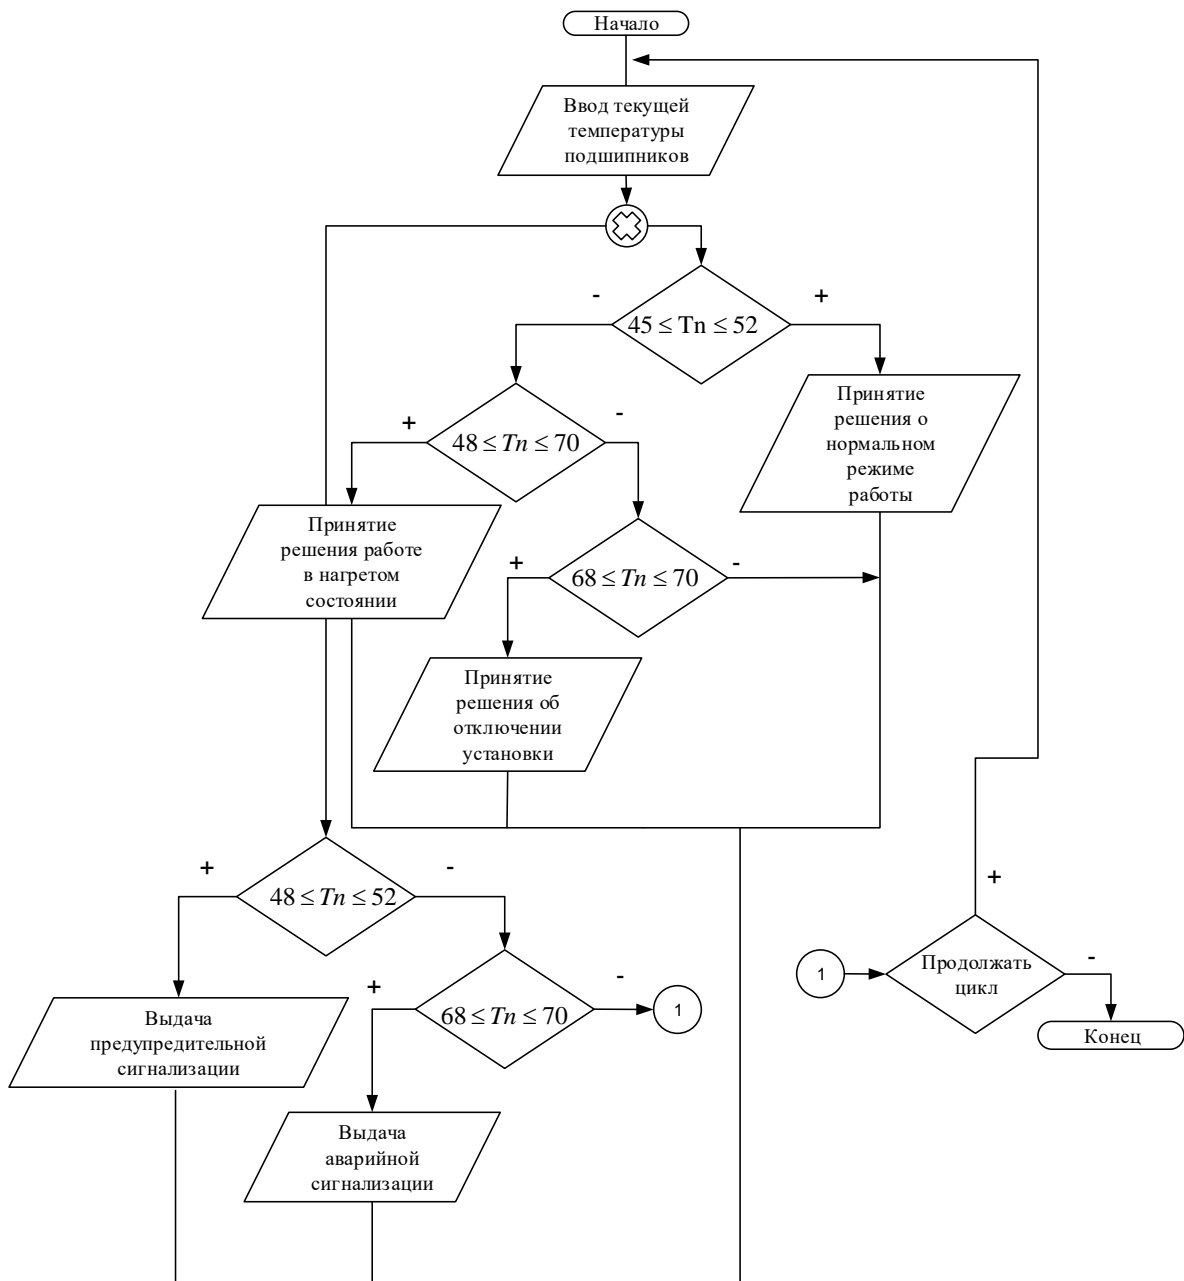 Начало
Ввод текущей
температуры
подшипников
-
+
45 ≤ Tn ≤ 52
+
-
48 ≤ Tn ≤ 70
Принятие
решения о
нормальном
режиме
работы
Принятие
решения работе
в нагретом
состоянии
+
-
68 ≤ Tn ≤ 70
Принятие
решения об
отключении
установки
+
-
48 ≤ Tn ≤ 52
+
-
68 ≤ Tn ≤ 70
1
+
1
Продолжать
цикл
-
Конец
Выдача
предупредительной
сигнализации
Выдача
аварийной
сигнализации